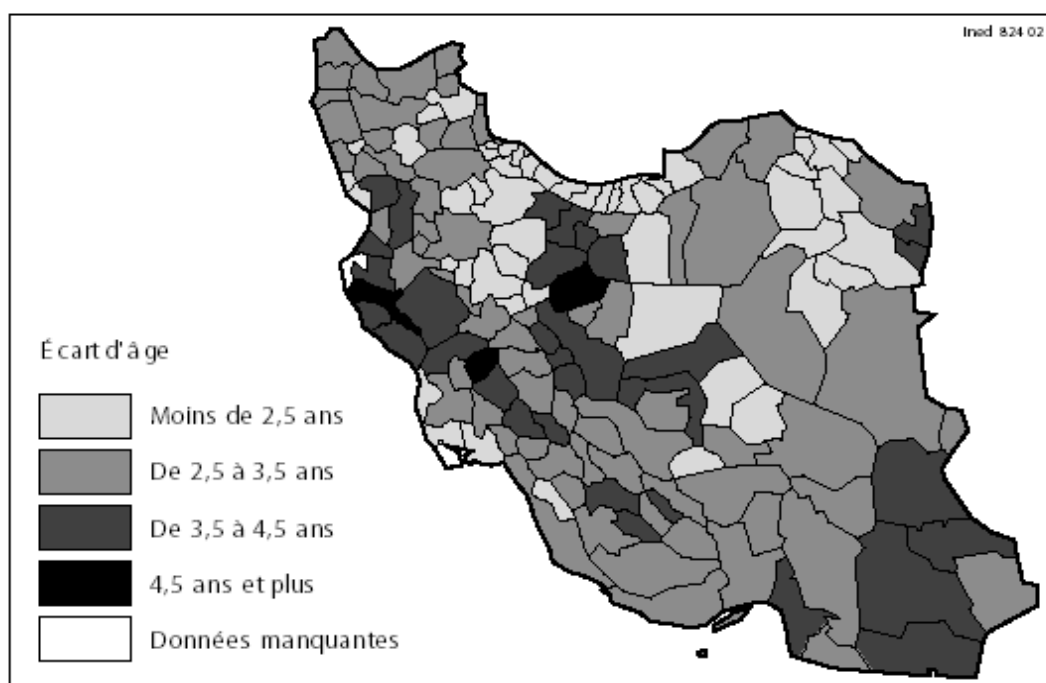 Ined 824 02
Écart d'âge
Moins de 2,5 ans
De 2,5 à 3,5 ans
De 3,5 à 4,5 ans
4,5 ans et plus
Données manquantes